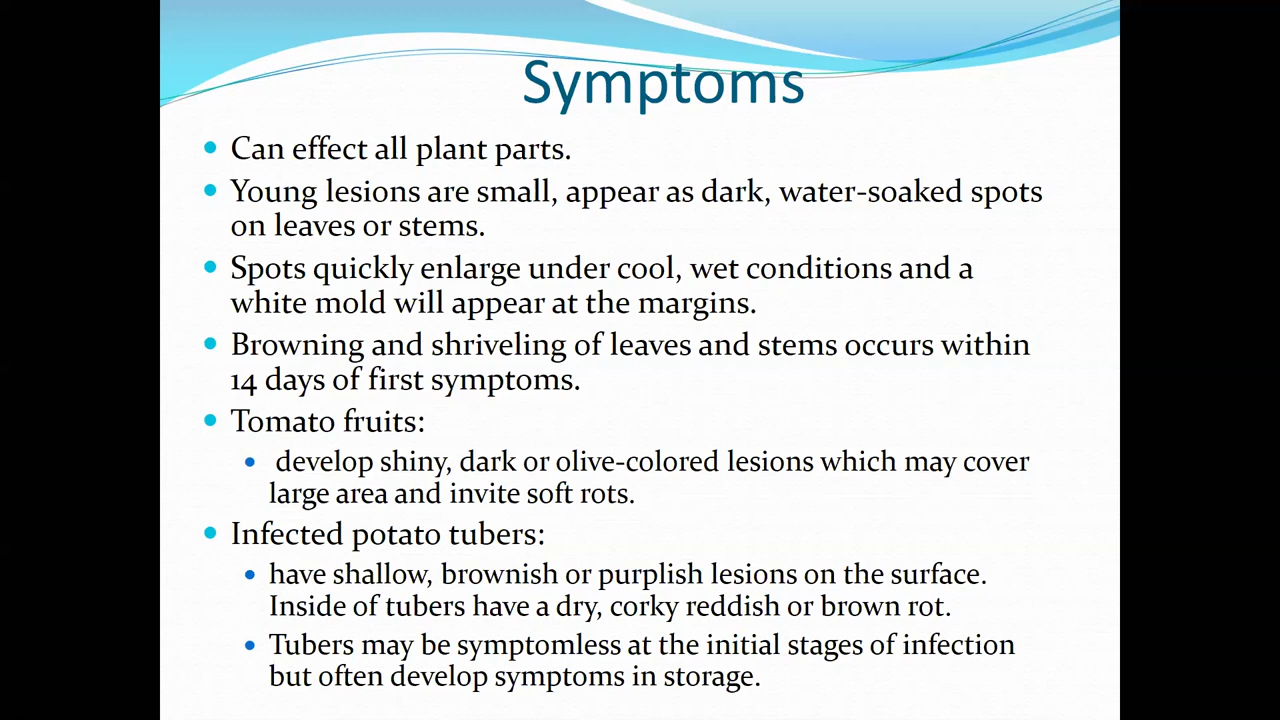 Symptoms
Can effect all plant parts.
Young lesions are small, appear as dark, water-soaked spots
on leaves or stems.
Spots quickly enlarge under cool, wet conditions and a
white mold will appear at the margins.
Browning and shriveling of leaves and stems occurs within
14 days of first symptoms.
Tomato fruits:
develop shiny, dark or olive-colored lesions which may cover
large area and invite soft rots.
Infected potato tubers:
have shallow, brownish or purplish lesions on the surface.
Inside of tubers have a dry, corky reddish or brown rot.
Tubers may be symptomless at the initial stages of infection
but often develop symptoms in storage.